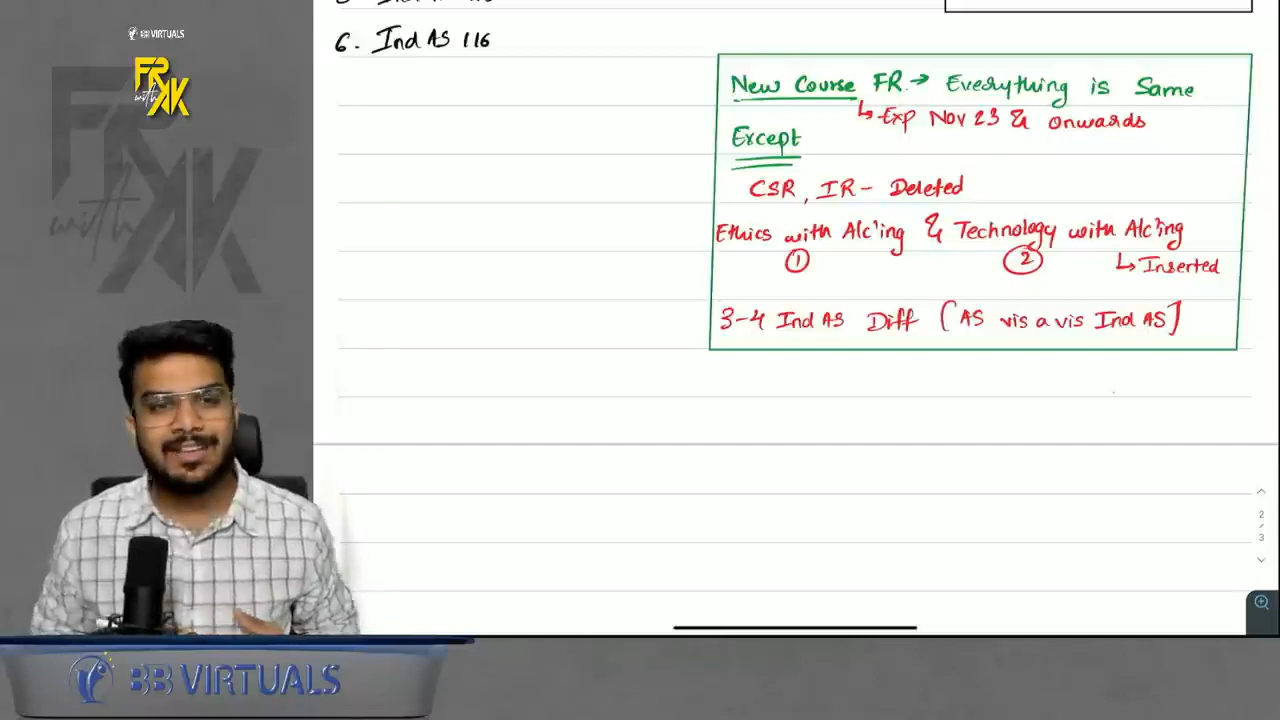 BB VIRTUALS
FR
with
KK
6. Ind AS 116
New Course FR. → Everything is Same
↳ Exp Nov 23 & onwards
Except
CSR, IR - Deleted
Ethics with A/c'ing & Technology with A/c'ing
① ② ↳ Inserted
3-4 Ind AS Diff (AS vis a vis Ind AS]
2
/
3
BB VIRTUALS